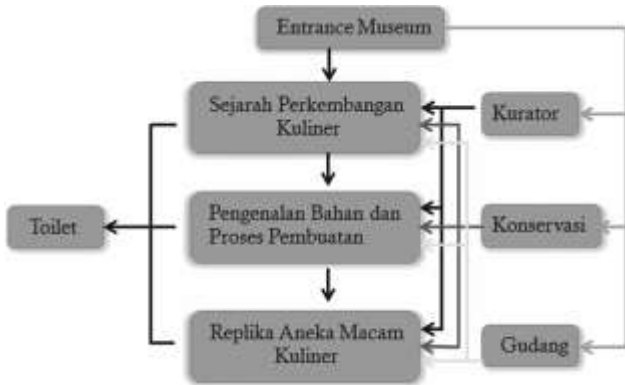 Entrance Museum
Sejarah Perkembangan
Kuliner
Kurator
Pengenalan Bahan dan
Proses Pembuatan
Toilet
Konservasi
Replika Aneka Macam
Kuliner
Gudang